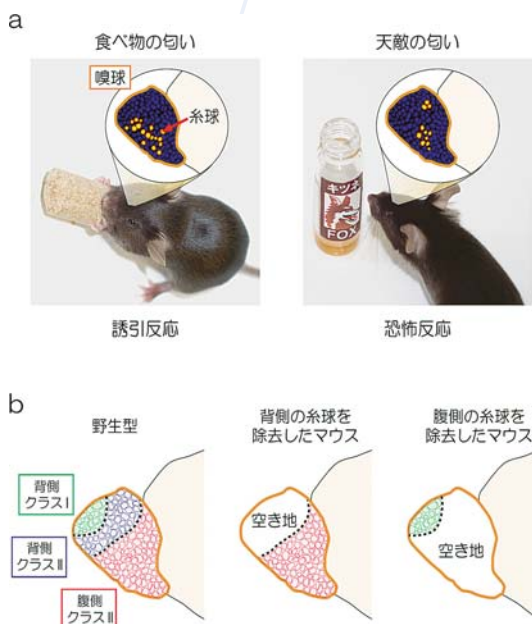 a
食べ物の匂い
天敵の匂い
嗅球
糸球
キツネ
FOX
誘引反応
恐怖反応
b
野生型
背側の糸球を
除去したマウス
腹側の糸球を
除去したマウス
背側
クラスⅠ
背側
クラスⅡ
腹側
クラスⅡ
空き地
空き地